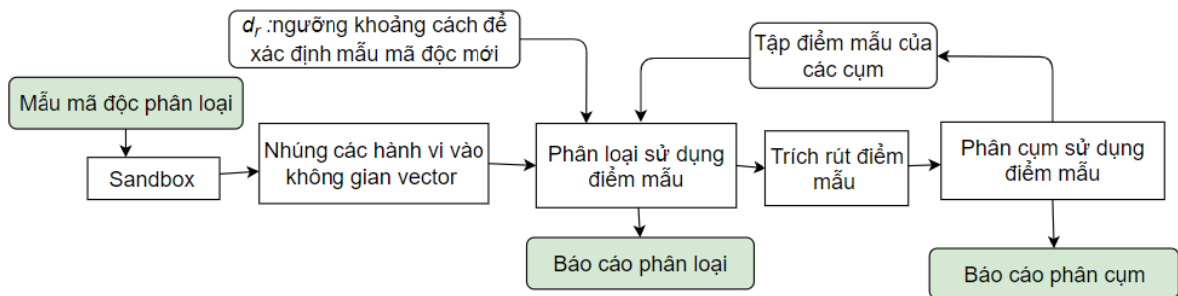 dᵣ :ngưỡng khoảng cách để
xác định mẫu mã độc mới
Tập điểm mẫu của
các cụm
Mẫu mã độc phân loại
Sandbox
Nhúng các hành vi vào
không gian vector
Phân loại sử dụng
điểm mẫu
Trích rút điểm
mẫu
Phân cụm sử dụng
điểm mẫu
Báo cáo phân loại
Báo cáo phân cụm